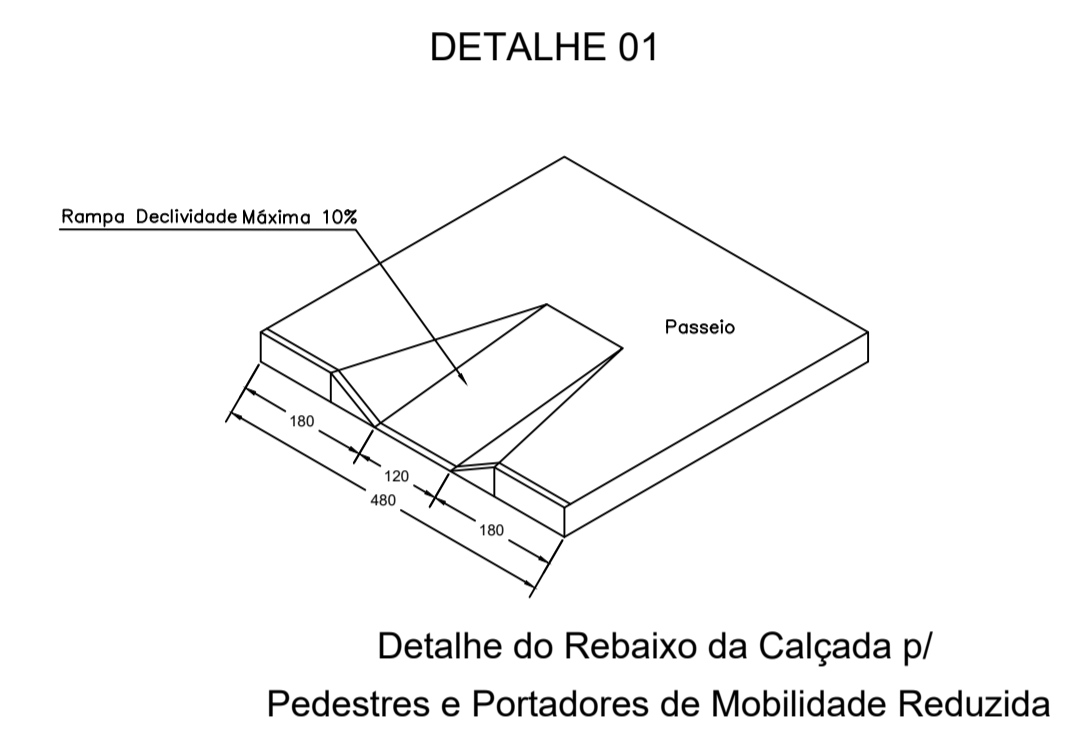 DETALHE 01
Rampa Declividade Máxima 10%
Passeio
180
120
480
180
Detalhe do Rebaixo da Calçada p/
Pedestres e Portadores de Mobilidade Reduzida